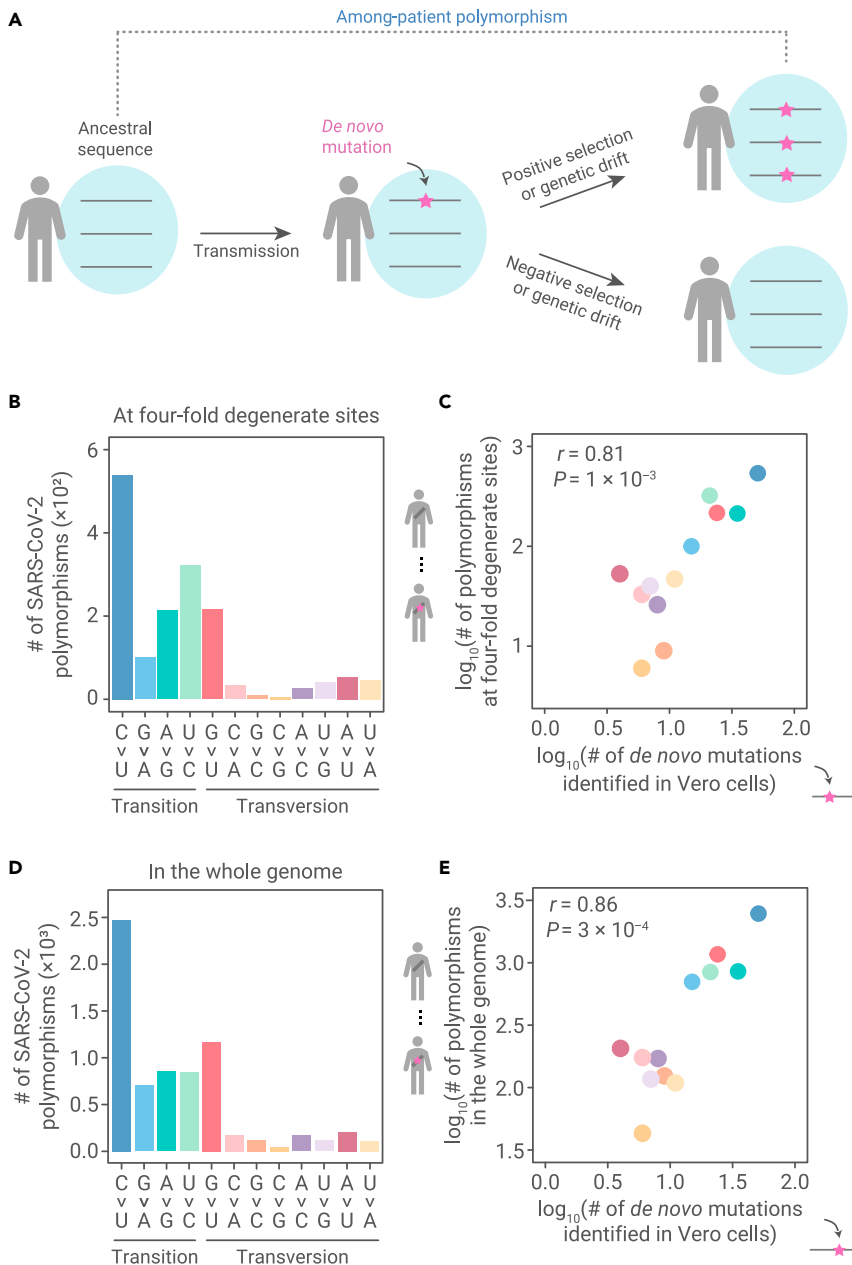 A
Among-patient polymorphism
Ancestral
sequence
De novo
mutation
Transmission
Positive selection
or genetic drift
Negative selection
or genetic drift
B
At four-fold degenerate sites
# of SARS-CoV-2
polymorphisms (×10²)
6
4
2
0
C G A U G C G C A U A U
> > > > > > > > > > > >
U A G C U A C G C G U A
Transition Transversion
C
r = 0.81
P = 1 × 10⁻³
log₁₀(# of polymorphisms
at four-fold degenerate sites)
3
2
1
0.0 0.5 1.0 1.5 2.0
log₁₀(# of de novo mutations
identified in Vero cells)
D
In the whole genome
# of SARS-CoV-2
polymorphisms (×10³)
2.5
2.0
1.5
1.0
0.5
0.0
C G A U G C G C A U A U
> > > > > > > > > > > >
U A G C U A C G C G U A
Transition Transversion
E
r = 0.86
P = 3 × 10⁻⁴
log₁₀(# of polymorphisms
in the whole genome)
3.5
3.0
2.5
2.0
1.5
0.0 0.5 1.0 1.5 2.0
log₁₀(# of de novo mutations
identified in Vero cells)